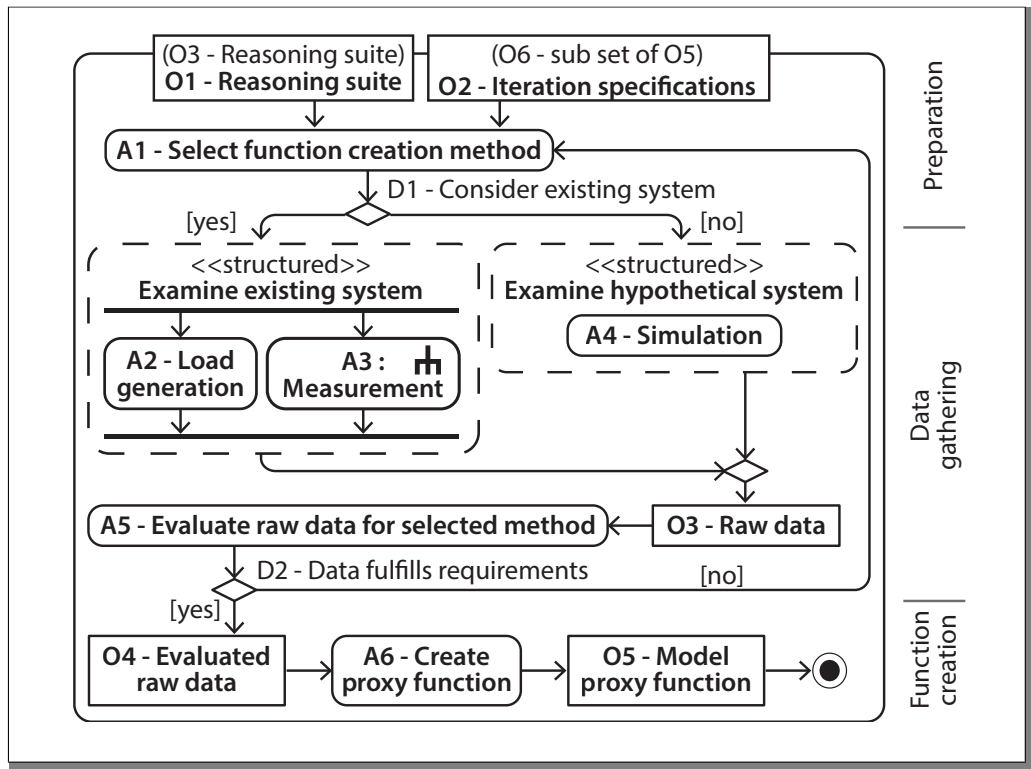 (O3 - Reasoning suite)
O1 - Reasoning suite
(O6 - sub set of O5)
O2 - Iteration specifications
A1 - Select function creation method
D1 - Consider existing system
[yes]
[no]
<<structured>>
Examine existing system
A2 - Load
generation
A3 :
Measurement
<<structured>>
Examine hypothetical system
A4 - Simulation
O3 - Raw data
A5 - Evaluate raw data for selected method
D2 - Data fulfills requirements
[no]
[yes]
O4 - Evaluated
raw data
A6 - Create
proxy function
O5 - Model
proxy function
Preparation
Data
gathering
Function
creation